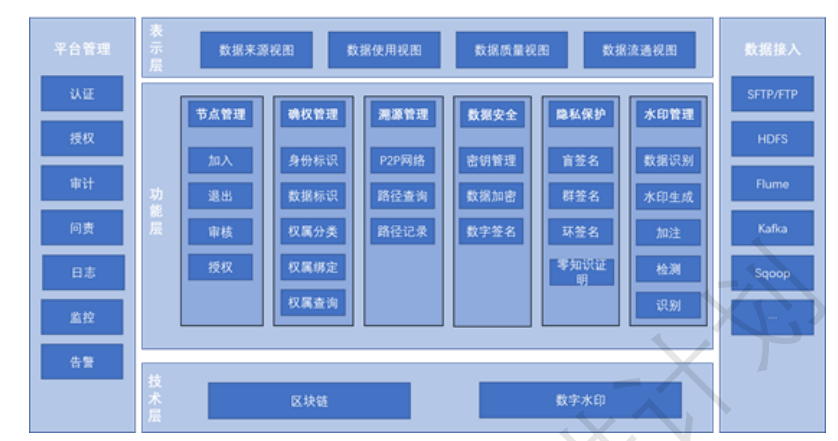 平台管理
认证
授权
审计
问责
日志
监控
告警
表示层
数据来源视图
数据使用视图
数据质量视图
数据流通视图
功能层
节点管理
加入
退出
审核
授权
确权管理
身份标识
数据标识
权属分类
权属绑定
权属查询
溯源管理
P2P网络
路径查询
路径记录
数据安全
密钥管理
数据加密
数字签名
隐私保护
盲签名
群签名
环签名
零知识证
明
水印管理
数据识别
水印生成
加注
检测
识别
技术层
区块链
数字水印
数据接入
SFTP/FTP
HDFS
Flume
Kafka
Sqoop
...
计划